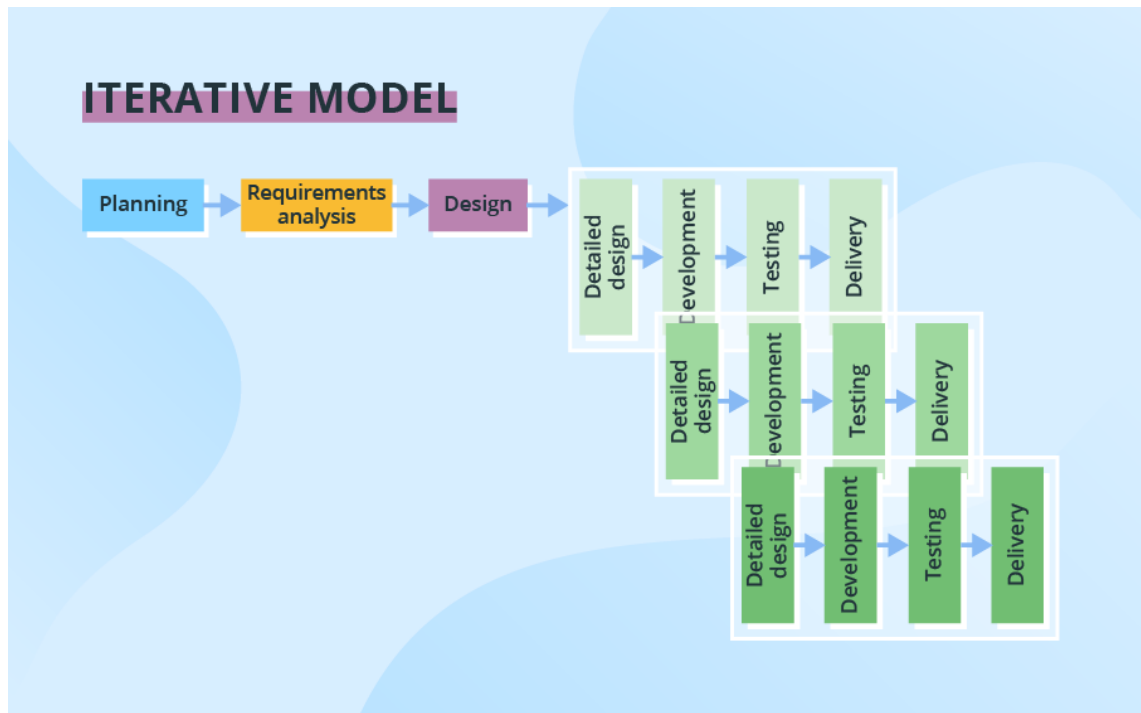 ITERATIVE MODEL
Planning
Requirements
analysis
Design
Detailed
design
Development
Testing
Delivery
Detailed
design
Development
Testing
Delivery
Detailed
design
Development
Testing
Delivery